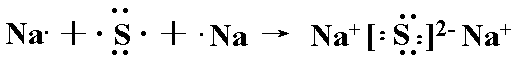 Na· + ·S̈· + ·Na → Na⁺ [:S̈:]²⁻ Na⁺